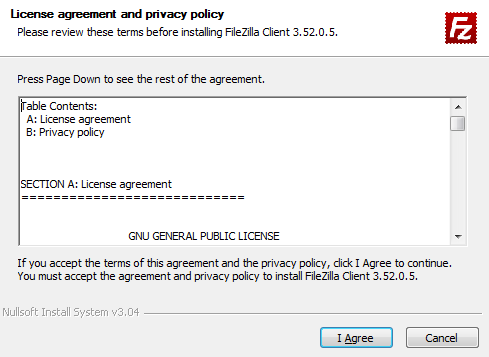 License agreement and privacy policy
Please review these terms before installing FileZilla Client 3.52.0.5.
Fz
Press Page Down to see the rest of the agreement.
Table Contents:
A: License agreement
B: Privacy policy
SECTION A: License agreement
============================
GNU GENERAL PUBLIC LICENSE
If you accept the terms of this agreement and the privacy policy, click I Agree to continue.
You must accept the agreement and privacy policy to install FileZilla Client 3.52.0.5.
Nullsoft Install System v3.04
I Agree
Cancel